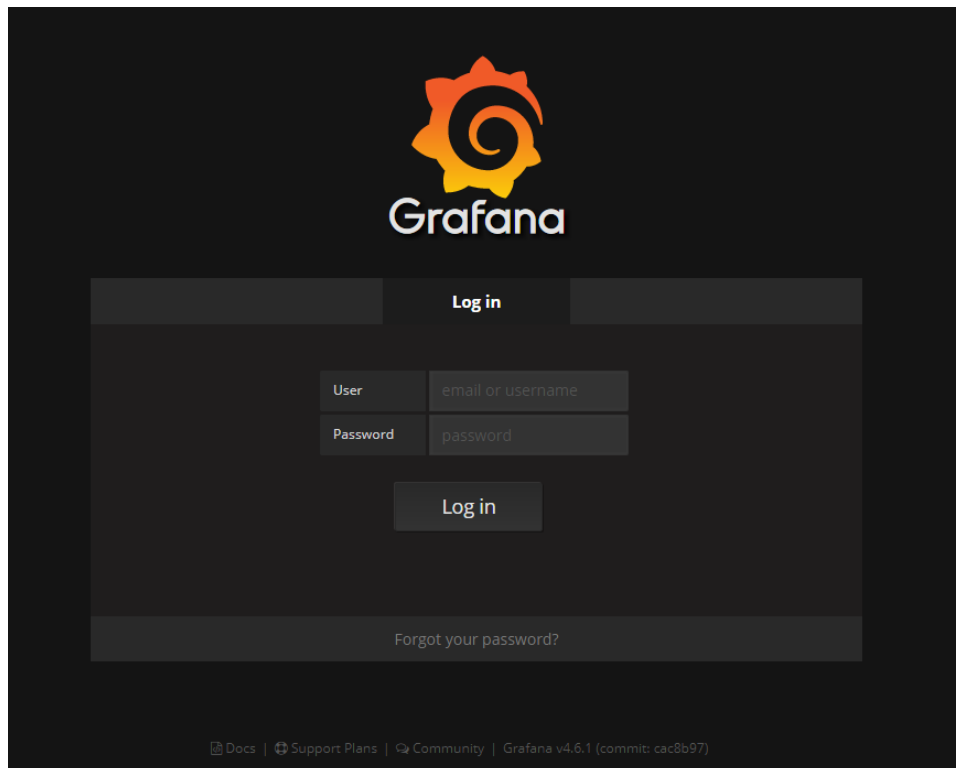 Grafana
Log in
User email or username
Password password
Log in
Forgot your password?
Docs | Support Plans | Community | Grafana v4.6.1 (commit: cac8b97)